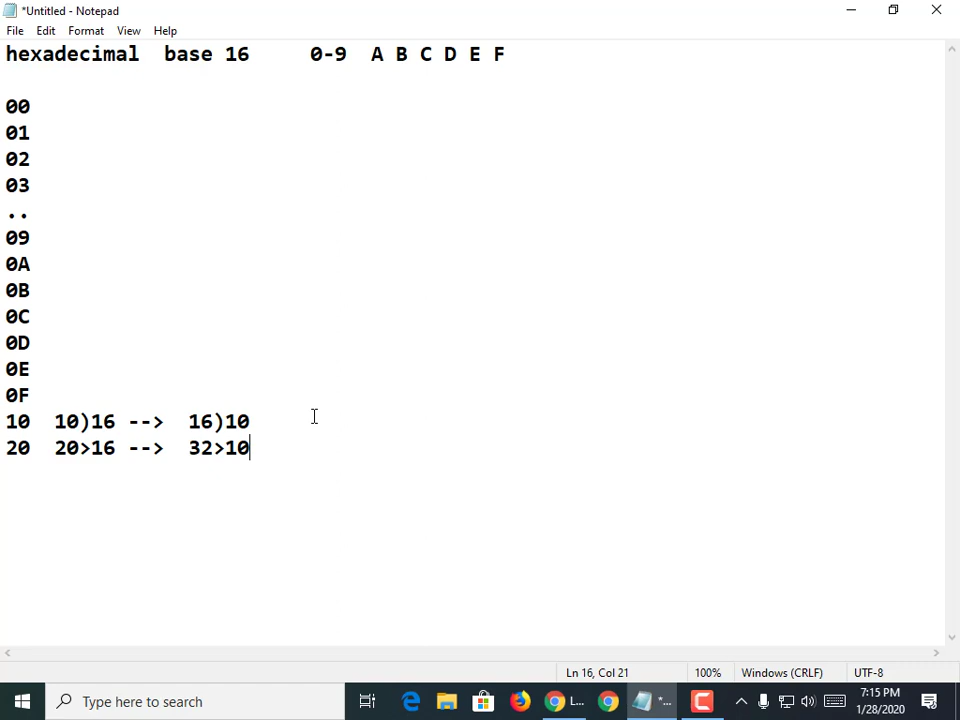 *Untitled - Notepad
File Edit Format View Help
hexadecimal base 16 0-9 A B C D E F
00
01
02
03
..
09
0A
0B
0C
0D
0E
0F
10 10)16 --> 16)10
20 20>16 --> 32>10
Ln 16, Col 21 100% Windows (CRLF) UTF-8
Type here to search
L...
*...
7:15 PM
1/28/2020